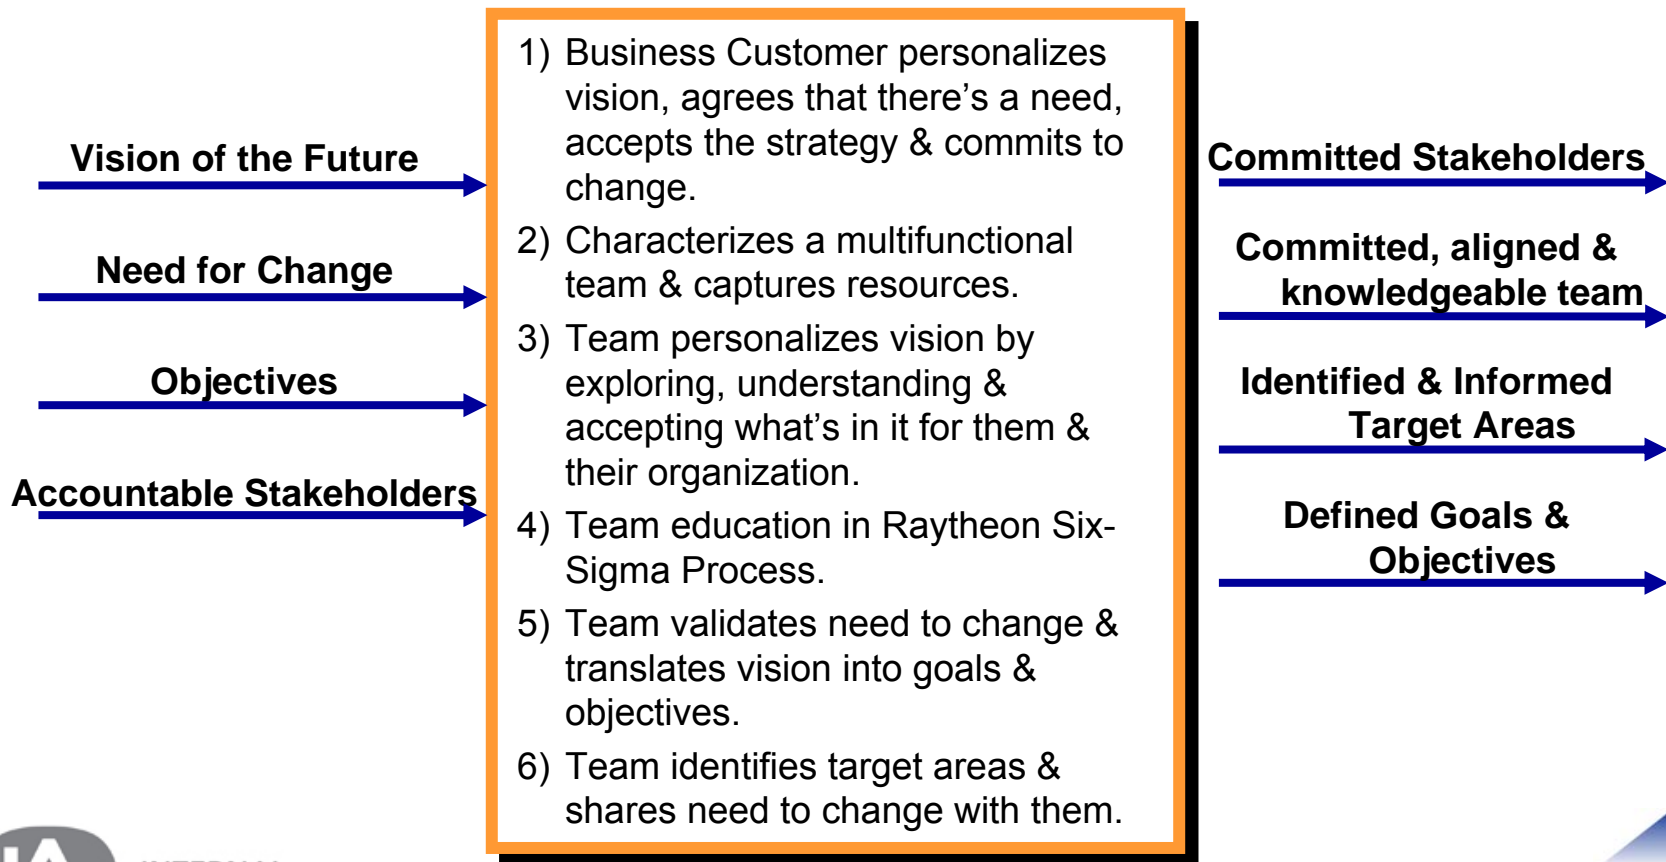 Vision of the Future
Need for Change
Objectives
Accountable Stakeholders
1) Business Customer personalizes
vision, agrees that there’s a need,
accepts the strategy & commits to
change.
2) Characterizes a multifunctional
team & captures resources.
3) Team personalizes vision by
exploring, understanding &
accepting what’s in it for them &
their organization.
4) Team education in Raytheon Six-
Sigma Process.
5) Team validates need to change &
translates vision into goals &
objectives.
6) Team identifies target areas &
shares need to change with them.
Committed Stakeholders
Committed, aligned &
knowledgeable team
Identified & Informed
Target Areas
Defined Goals &
Objectives